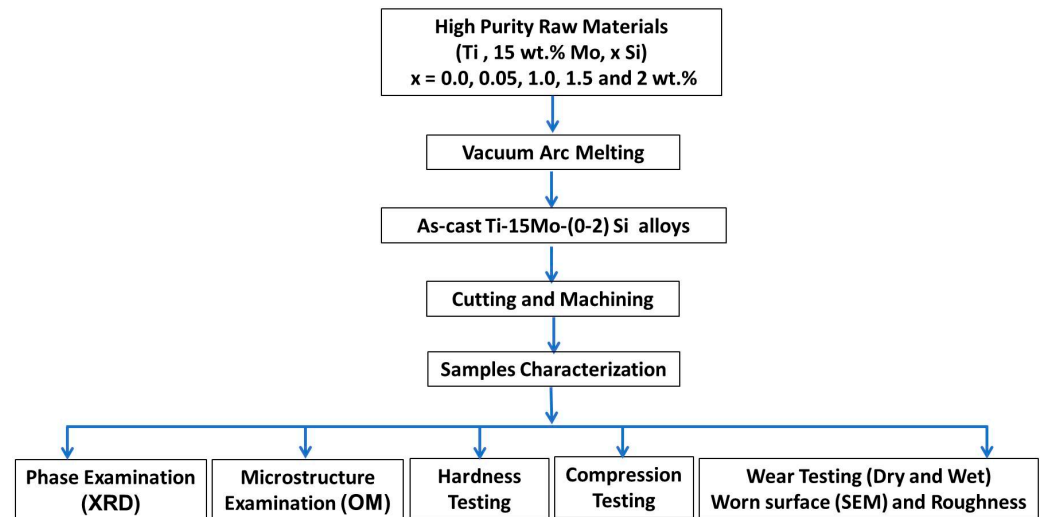 High Purity Raw Materials
(Ti , 15 wt.% Mo, x Si)
x = 0.0, 0.05, 1.0, 1.5 and 2 wt.%
Vacuum Arc Melting
As-cast Ti-15Mo-(0-2) Si alloys
Cutting and Machining
Samples Characterization
Phase Examination
(XRD)
Microstructure
Examination (OM)
Hardness
Testing
Compression
Testing
Wear Testing (Dry and Wet)
Worn surface (SEM) and Roughness